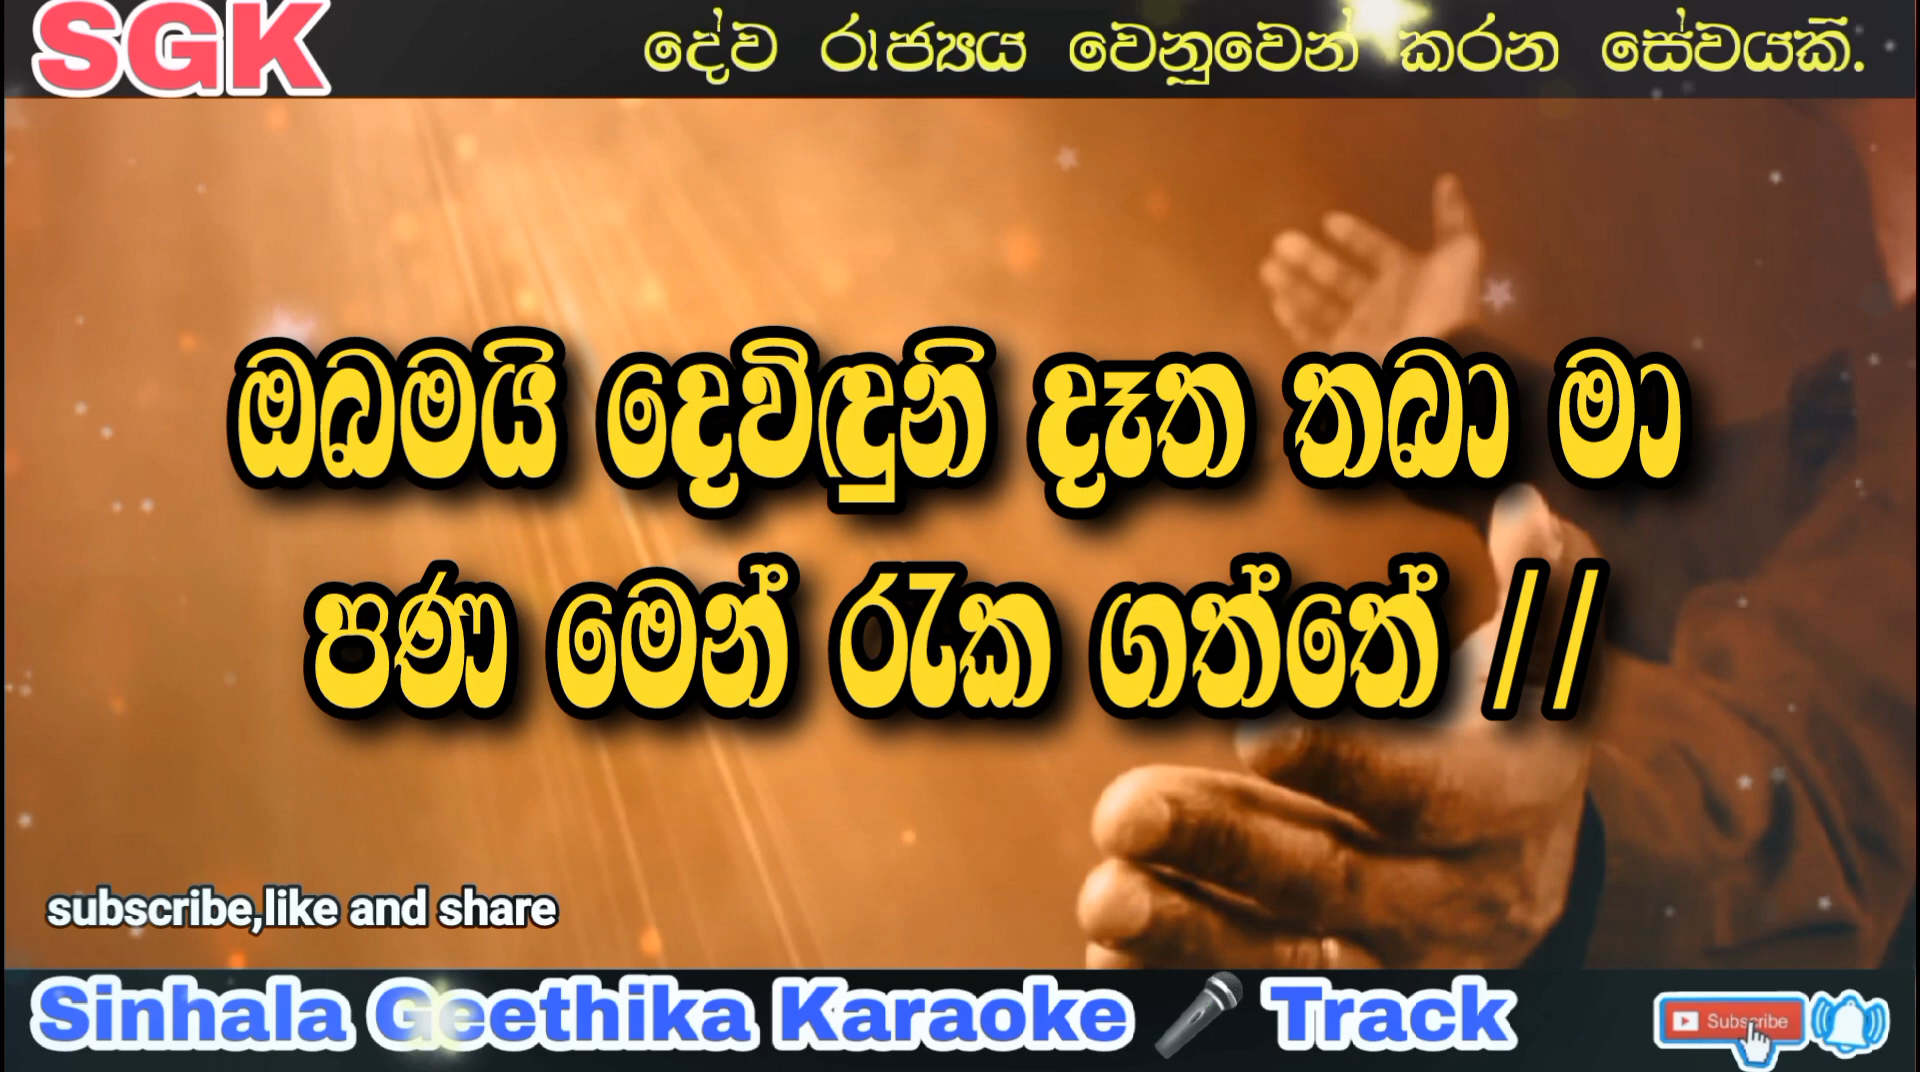 SGK
දේව රාජ්‍යය වෙනුවෙන් කරන සේවයකි.
ඔබමයි දෙවිඳුනි දෑත තබා මා
පණ මෙන් රැක ගත්තේ //
subscribe,like and share
Sinhala Geethika Karaoke Track
Subscribe